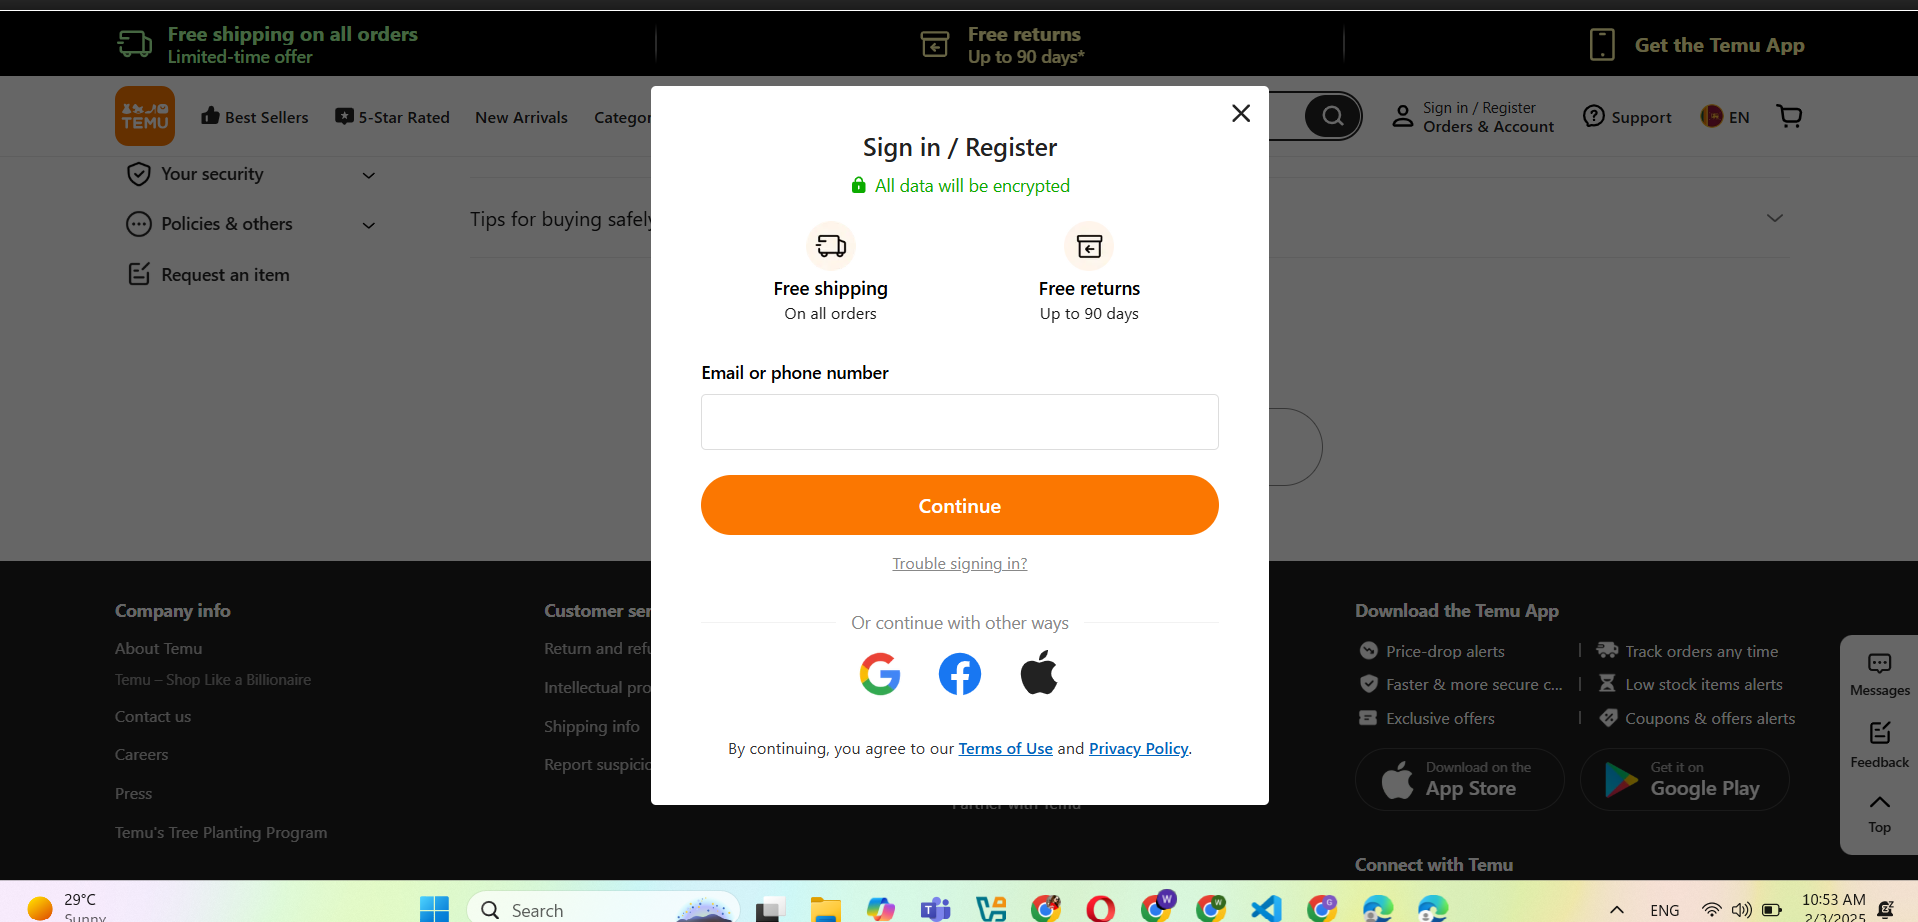 Free shipping on all orders
Limited-time offer
Free returns
Up to 90 days*
Get the Temu App
TEMU
Best Sellers
5-Star Rated
New Arrivals
Sign in / Register
Orders & Account
Support
EN
Your security
Policies & others
Request an item
Tips for buying safely
Sign in / Register
All data will be encrypted
Free shipping
On all orders
Free returns
Up to 90 days
Email or phone number
Continue
Trouble signing in?
Or continue with other ways
By continuing, you agree to our Terms of Use and Privacy Policy.
Company info
About Temu
Temu – Shop Like a Billionaire
Contact us
Careers
Press
Temu's Tree Planting Program
Customer ser
Return and refu
Intellectual pro
Shipping info
Report suspicio
Partner with Temu
Download the Temu App
Price-drop alerts
Track orders any time
Faster & more secure c...
Low stock items alerts
Exclusive offers
Coupons & offers alerts
Download on the
App Store
Get it on
Google Play
Connect with Temu
Messages
Feedback
Top
29°C
Sunny
Search
ENG
10:53 AM
2/3/2025